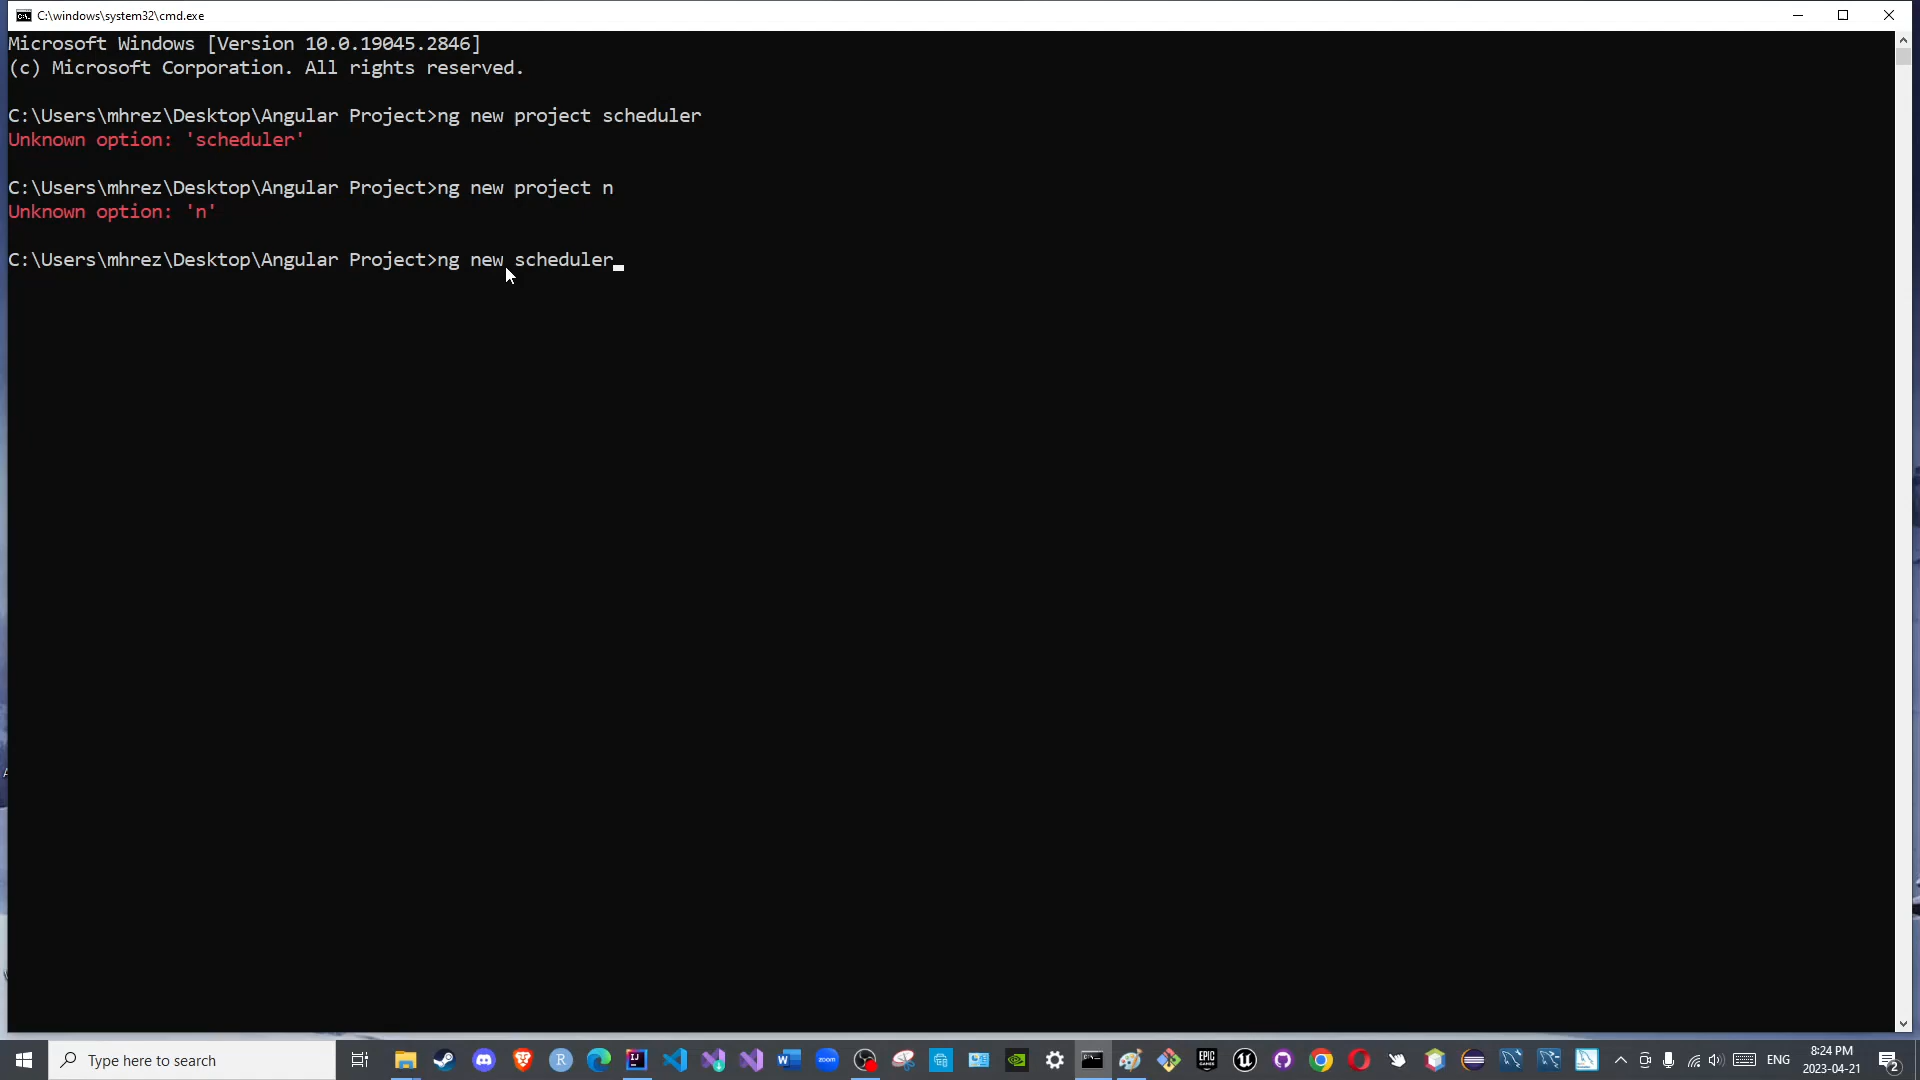 C:\windows\system32\cmd.exe
Microsoft Windows [Version 10.0.19045.2846]
(c) Microsoft Corporation. All rights reserved.
C:\Users\mhrez\Desktop\Angular Project>ng new project scheduler
Unknown option: 'scheduler'
C:\Users\mhrez\Desktop\Angular Project>ng new project n
Unknown option: 'n'
C:\Users\mhrez\Desktop\Angular Project>ng new scheduler
Type here to search
ENG
8:24 PM
2023-04-21
2